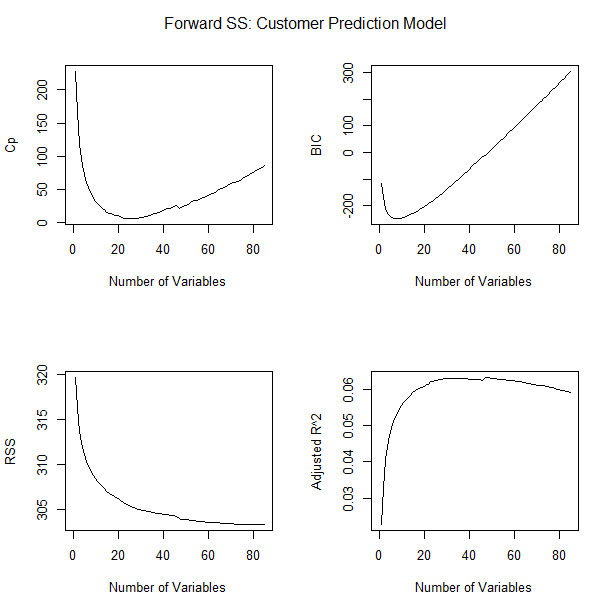 Forward SS: Customer Prediction Model
Cp
0 50 100 150 200
0 20 40 60 80
Number of Variables
BIC
-200 0 100 300
0 20 40 60 80
Number of Variables
RSS
305 310 315 320
0 20 40 60 80
Number of Variables
Adjusted R^2
0.03 0.04 0.05 0.06
0 20 40 60 80
Number of Variables